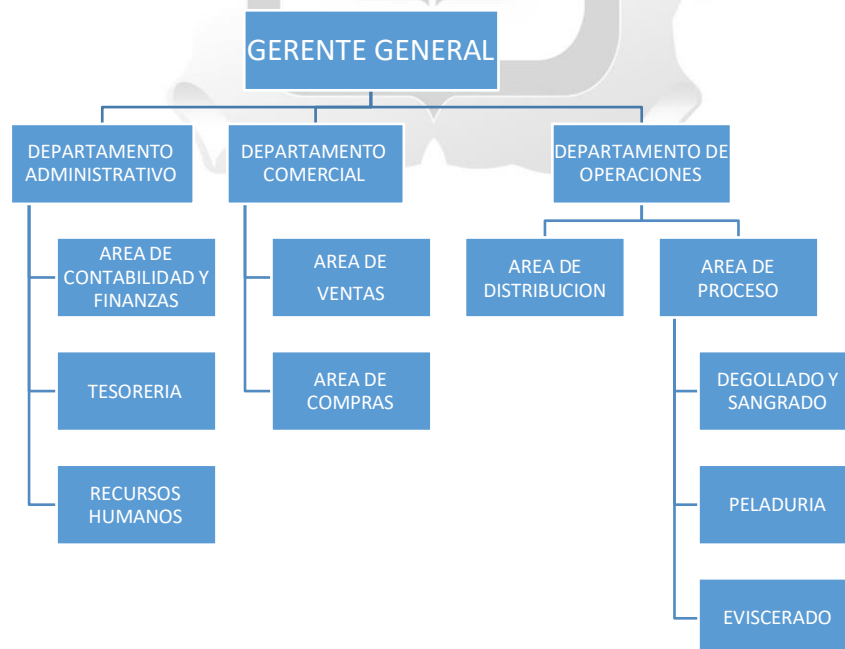 GERENTE GENERAL
DEPARTAMENTO
ADMINISTRATIVO
DEPARTAMENTO
COMERCIAL
DEPARTAMENTO DE
OPERACIONES
AREA DE
CONTABILIDAD Y
FINANZAS
AREA DE
VENTAS
AREA DE
DISTRIBUCION
AREA DE
PROCESO
TESORERIA
AREA DE
COMPRAS
DEGOLLADO Y
SANGRADO
RECURSOS
HUMANOS
PELADURIA
EVISCERADO